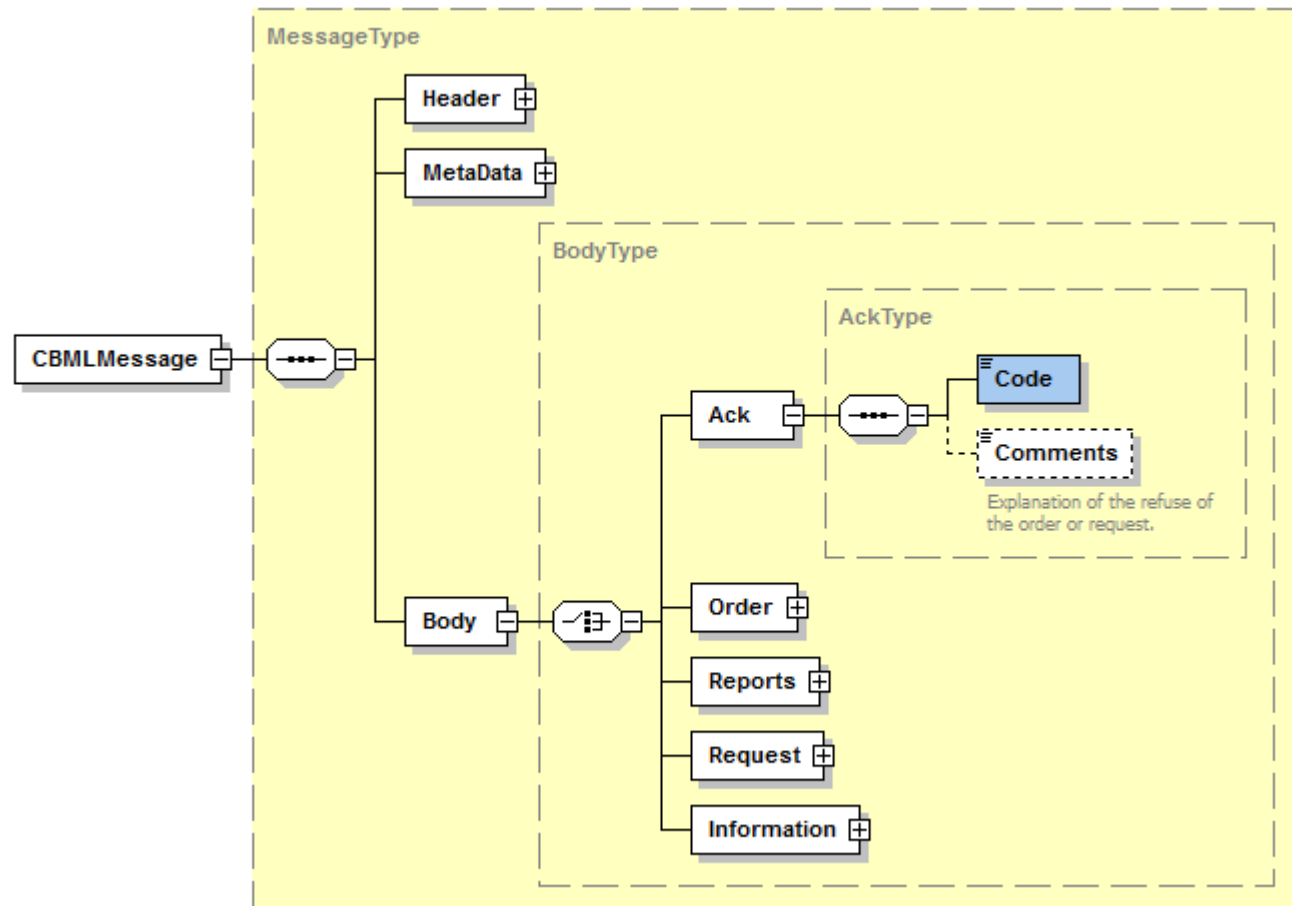 MessageType
Header
MetaData
BodyType
AckType
CBMLMessage
Code
Ack
Comments
Explanation of the refuse of
the order or request.
Order
Body
Reports
Request
Information